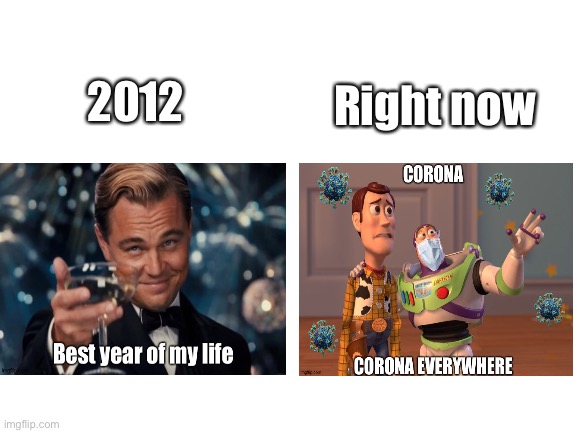 2012
Right now
Best year of my life
CORONA
CORONA EVERYWHERE
imgflip.com